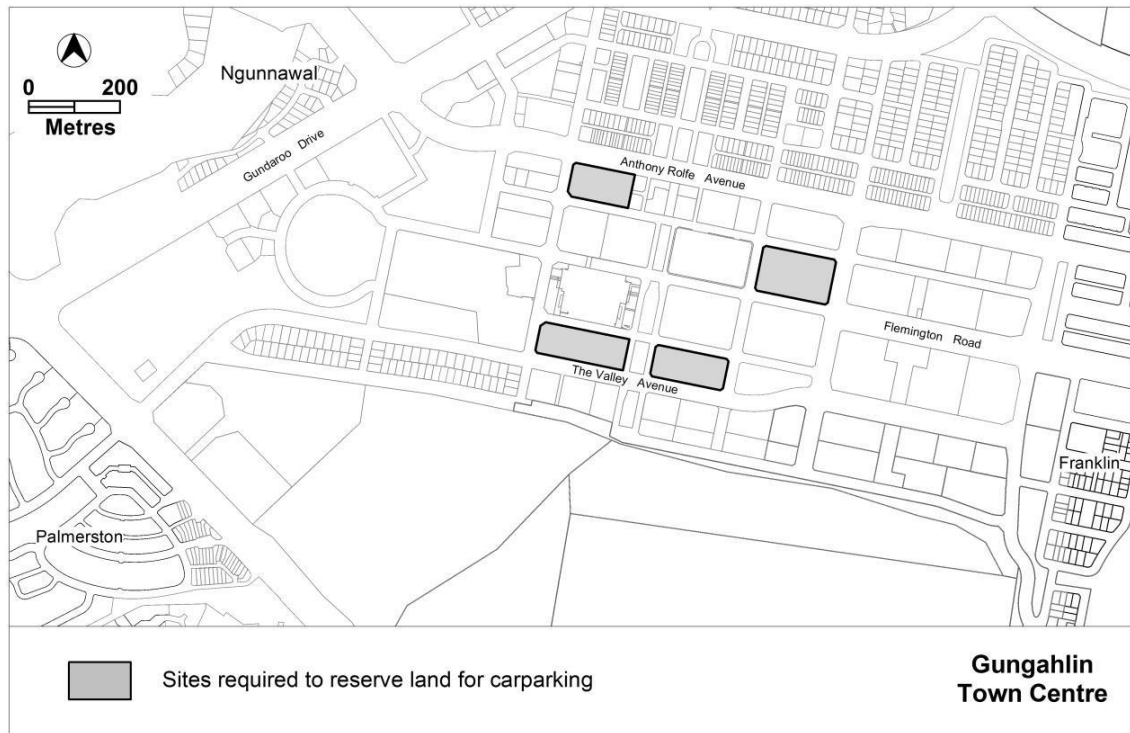 Ngunnawal
0 200
Metres
Gundaroo Drive
Anthony Rolfe Avenue
Flemington Road
The Valley Avenue
Franklin
Palmerston
Sites required to reserve land for carparking
Gungahlin
Town Centre